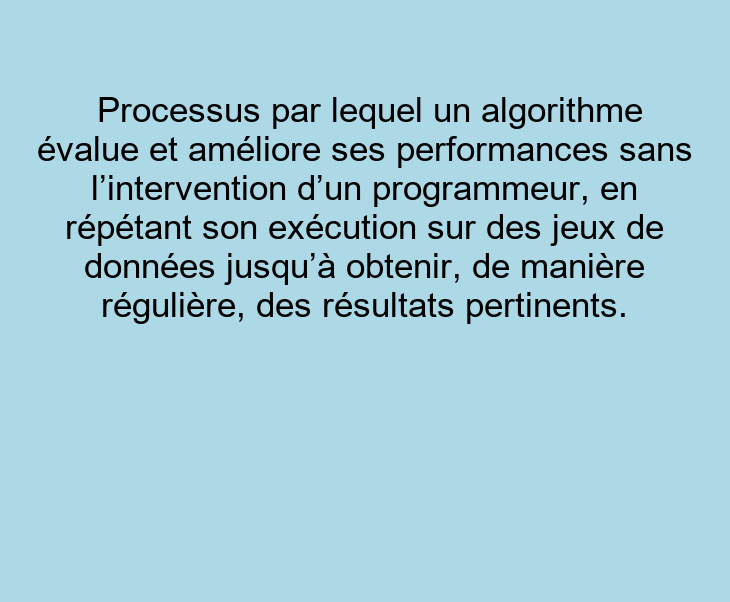 Processus par lequel un algorithme
évalue et améliore ses performances sans
l’intervention d’un programmeur, en
répétant son exécution sur des jeux de
données jusqu’à obtenir, de manière
régulière, des résultats pertinents.